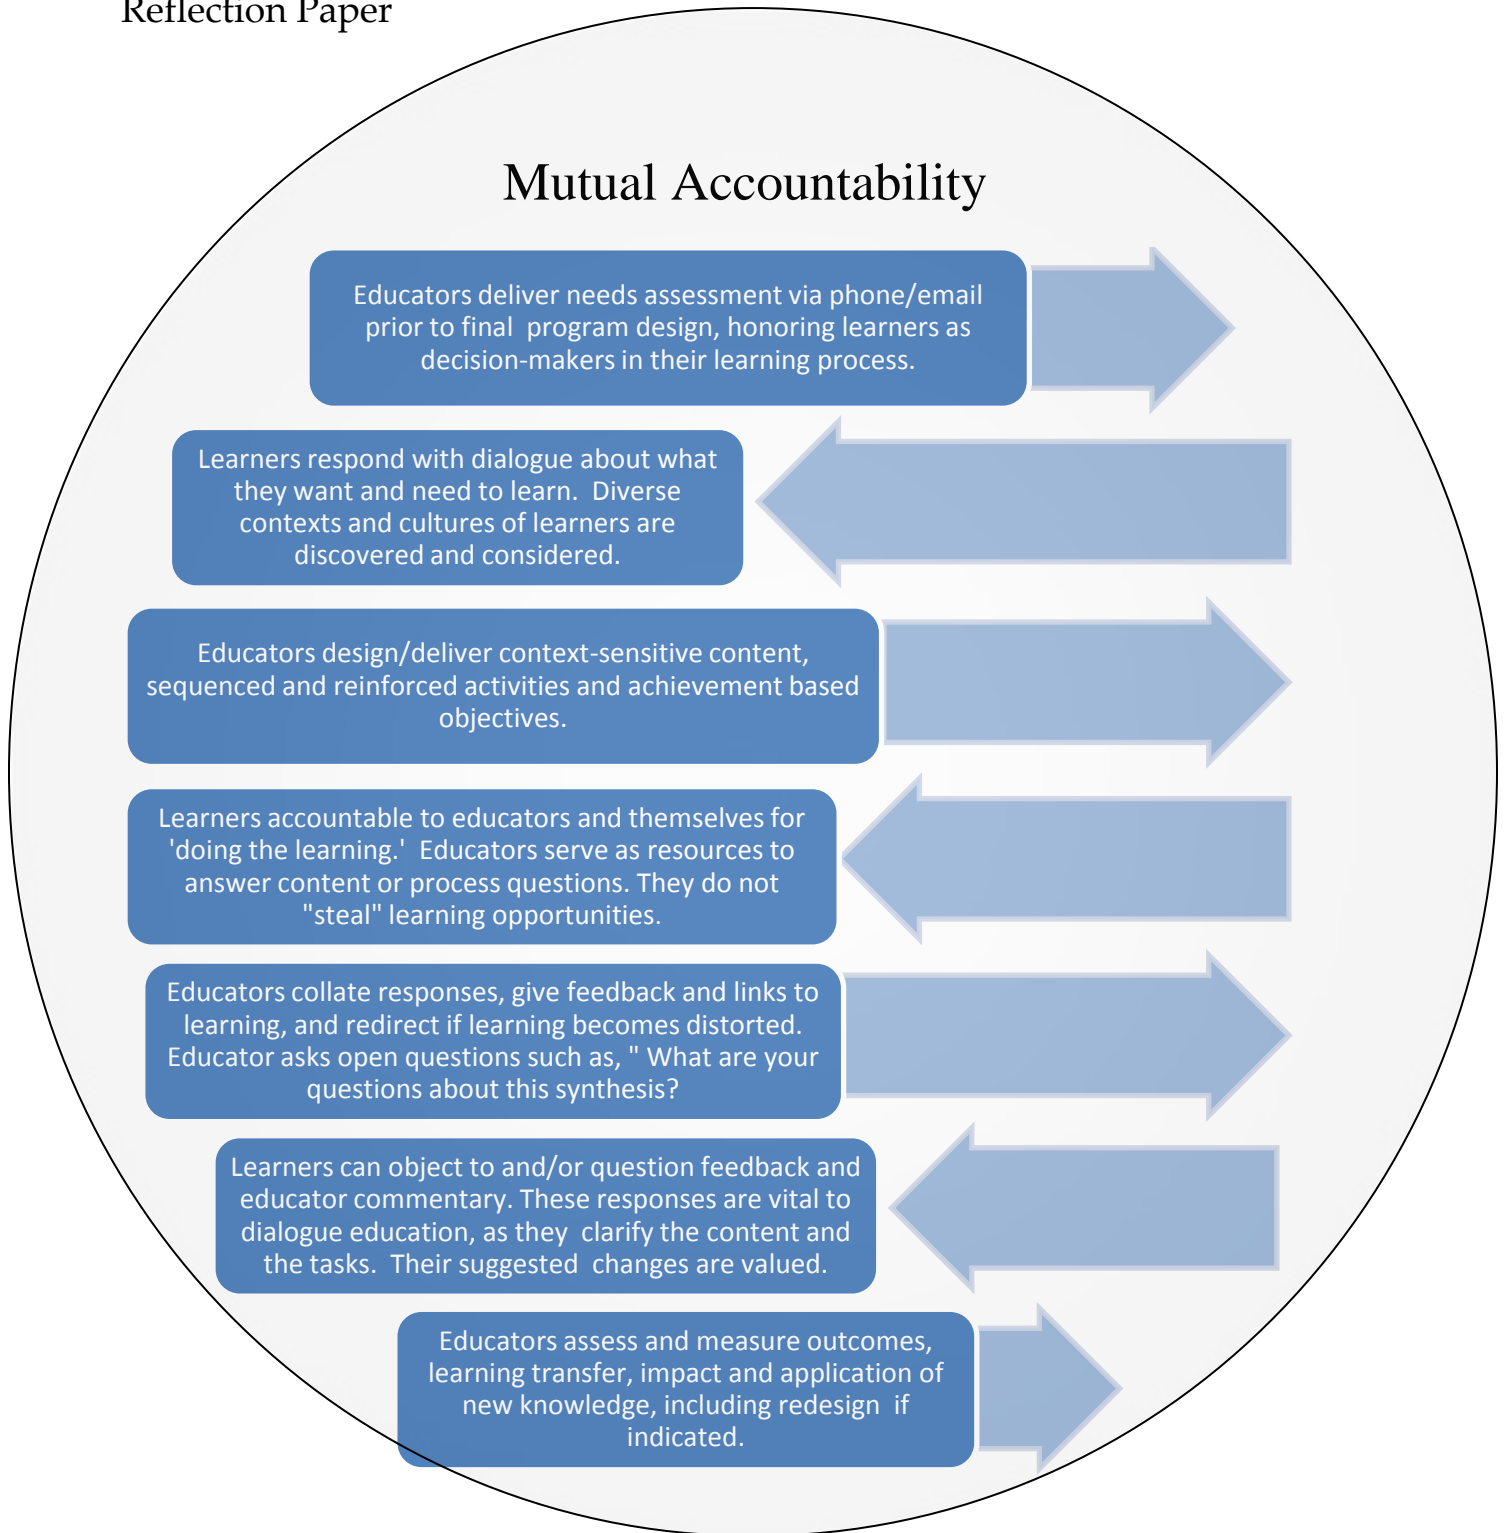 Reflection Paper
Mutual Accountability
Educators deliver needs assessment via phone/email
prior to final  program design, honoring learners as
decision-makers in their learning process.
Learners respond with dialogue about what
they want and need to learn.  Diverse
contexts and cultures of learners are
discovered and considered.
Educators design/deliver context-sensitive content,
sequenced and reinforced activities and achievement based
objectives.
Learners accountable to educators and themselves for
'doing the learning.'  Educators serve as resources to
answer content or process questions. They do not
"steal" learning opportunities.
Educators collate responses, give feedback and links to
learning, and redirect if learning becomes distorted.
Educator asks open questions such as, " What are your
questions about this synthesis?
Learners can object to and/or question feedback and
educator commentary. These responses are vital to
dialogue education, as they  clarify the content and
the tasks.  Their suggested  changes are valued.
Educators assess and measure outcomes,
learning transfer, impact and application of
new knowledge, including redesign  if
indicated.